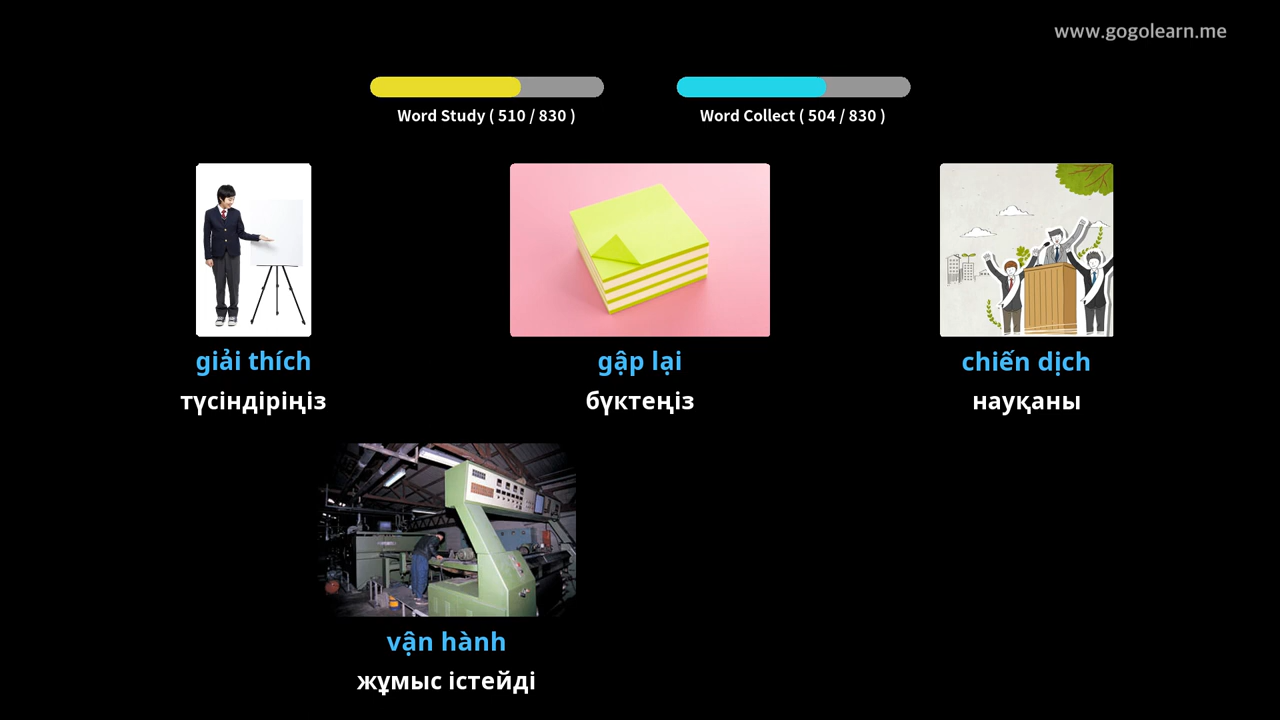 www.gogolearn.me
Word Study ( 510 / 830 )
Word Collect ( 504 / 830 )
giải thích
түсіндіріңіз
gập lại
бүктеңіз
chiến dịch
науқаны
vận hành
жұмыс істейді